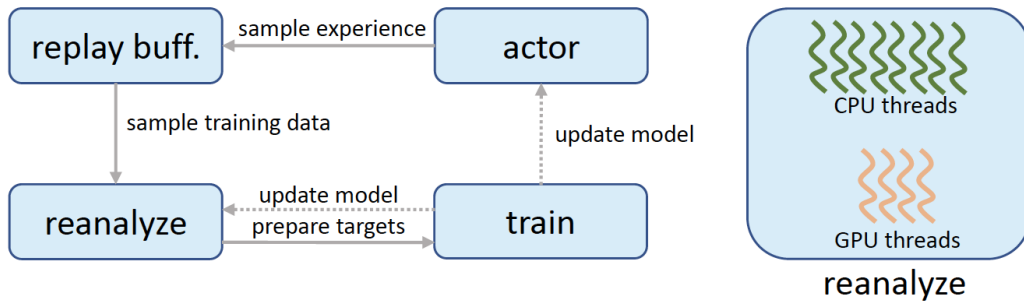 replay buff.
sample experience
actor
sample training data
update model
reanalyze
update model
prepare targets
train
CPU threads
GPU threads
reanalyze